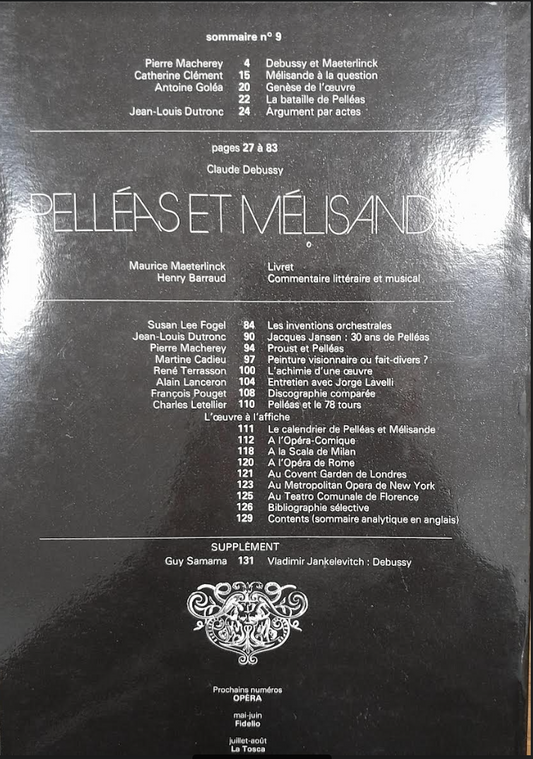 sommaire nº 9
Pierre Macherey 4 Debussy et Maeterlinck
Catherine Clément 15 Mélisande à la question
Antoine Goléa 20 Genèse de l'œuvre
22 La bataille de Pelléas
Jean-Louis Dutronc 24 Argument par actes
pages 27 à 83
Claude Debussy
PELLÉAS ET MÉLISANDE
Maurice Maeterlinck Livret
Henry Barraud Commentaire littéraire et musical
Susan Lee Fogel 84 Les inventions orchestrales
Jean-Louis Dutronc 90 Jacques Jansen : 30 ans de Pelléas
Pierre Macherey 94 Proust et Pelléas
Martine Cadieu 97 Peinture visionnaire ou fait-divers ?
René Terrasson 100 L'achimie d'une œuvre
Alain Lanceron 104 Entretien avec Jorge Lavelli
François Pouget 108 Discographie comparée
Charles Letellier 110 Pelléas et le 78 tours
L'œuvre à l'affiche
111 Le calendrier de Pelléas et Mélisande
112 A l'Opéra-Comique
118 A la Scala de Milan
120 A l'Opéra de Rome
121 Au Covent Garden de Londres
123 Au Metropolitan Opera de New York
125 Au Teatro Comunale de Florence
126 Bibliographie sélective
129 Contents (sommaire analytique en anglais)
SUPPLÉMENT
Guy Samama 131 Vladimir Jankelevitch : Debussy
Prochains numéros
OPÉRA
mai-juin
Fidelio
juillet-août
La Tosca